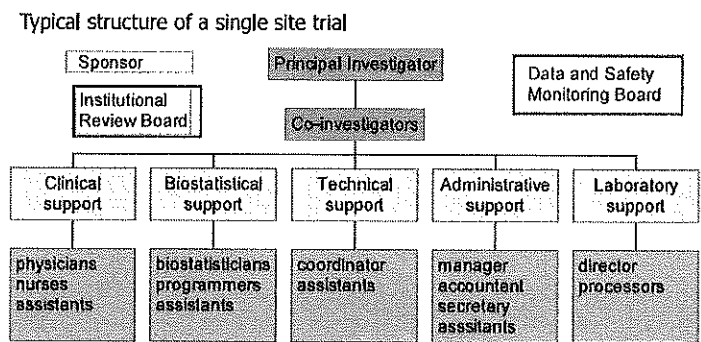 Typical structure of a single site trial
Sponsor
Principal Investigator
Data and Safety
Monitoring Board
Institutional
Review Board
Co-investigators
Clinical
support
Biostatistical
support
Technical
support
Administrative
support
Laboratory
support
physicians
nurses
assistants
biostatisticians
programmers
assistants
coordinator
assistants
manager
accountant
secretary
asssitants
director
processors